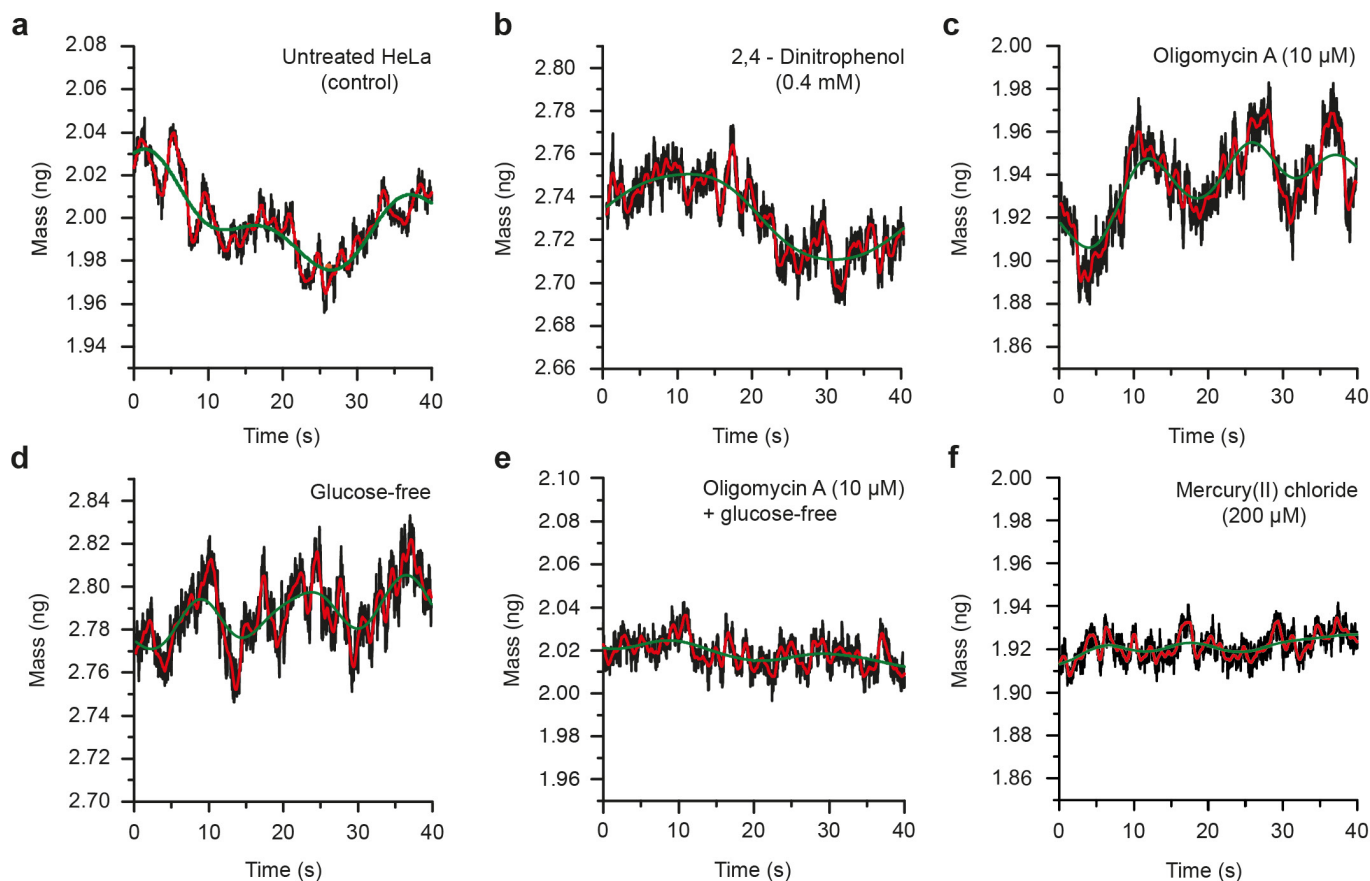 a
Untreated HeLa
(control)
Mass (ng)
2.08
2.06
2.04
2.02
2.00
1.98
1.96
1.93
0
10
20
30
40
Time (s)
b
2,4 - Dinitrophenol
(0.4 mM)
Mass (ng)
2.80
2.78
2.76
2.74
2.72
2.70
2.68
2.66
0
10
20
30
40
Time (s)
c
Oligomycin A (10 µM)
Mass (ng)
2.00
1.98
1.96
1.94
1.92
1.90
1.88
1.86
0
10
20
30
40
Time (s)
d
Glucose-free
Mass (ng)
2.84
2.82
2.80
2.78
2.76
2.74
2.72
2.70
0
10
20
30
40
Time (s)
e
Oligomycin A (10 µM)
+ glucose-free
Mass (ng)
2.10
2.08
2.06
2.04
2.02
2.00
1.98
1.96
0
10
20
30
40
Time (s)
f
Mercury(II) chloride
(200 µM)
Mass (ng)
2.00
1.98
1.96
1.94
1.92
1.90
1.88
1.86
0
10
20
30
40
Time (s)